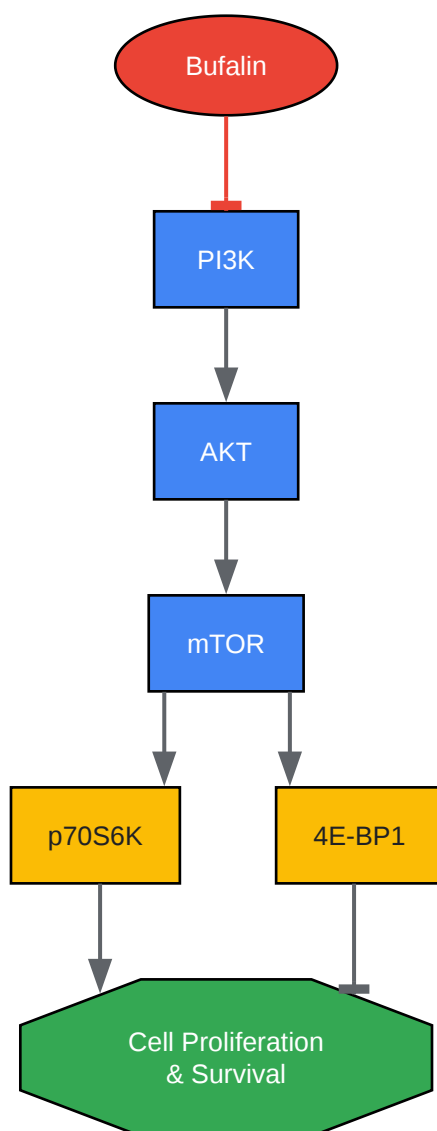 Bufalin
PI3K
AKT
mTOR
p70S6K
4E-BP1
Cell Proliferation
& Survival